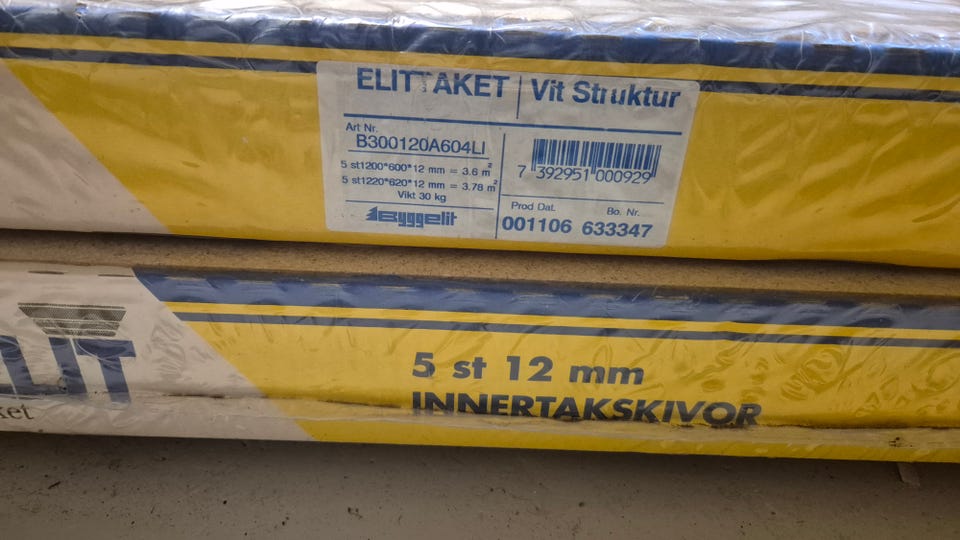 ELITTAKET Vit Struktur
Art Nr.
B300120A604LI
5 st1200*600*12 mm = 3.6 m²
5 st1220*620*12 mm = 3.78 m²
Vikt 30 kg
Byggelit
7 392951 000929
Prod Dat. Bo. Nr.
001106 633347
5 st 12 mm
INNERTAKSKIVOR